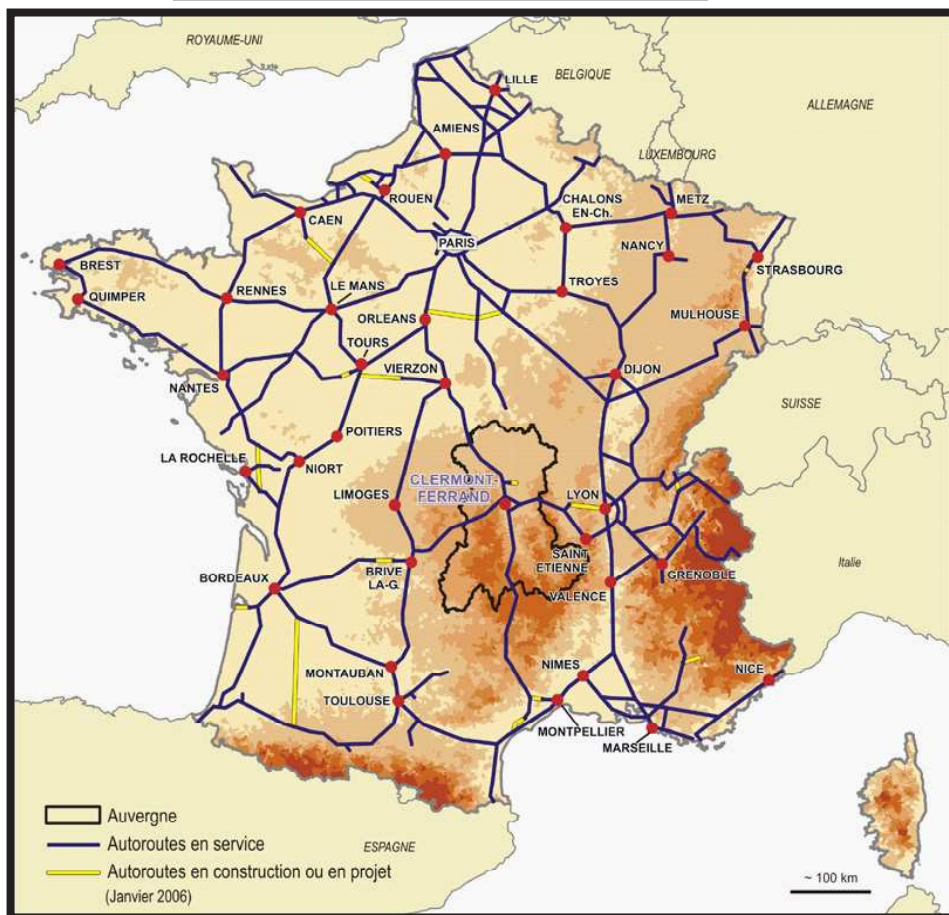 ROYAUME-UNI
BELGIQUE
ALLEMAGNE
LUXEMBOURG
LILLE
AMIENS
ROUEN
CAEN
CHALONS
EN-Ch.
METZ
PARIS
NANCY
STRASBOURG
BREST
QUIMPER
RENNES
LE MANS
ORLEANS
TROYES
MULHOUSE
TOURS
VIERZON
NANTES
DIJON
SUISSE
POITIERS
LA ROCHELLE
NIORT
CLERMONT-
FERRAND
LIMOGES
LYON
SAINT
ETIENNE
BORDEAUX
BRIVE
LA-G.
VALENCE
GRENOBLE
Italie
MONTAUBAN
TOULOUSE
NIMES
NICE
MONTPELLIER
MARSEILLE
ESPAGNE
Auvergne
Autoroutes en service
Autoroutes en construction ou en projet
(Janvier 2006)
~ 100 km